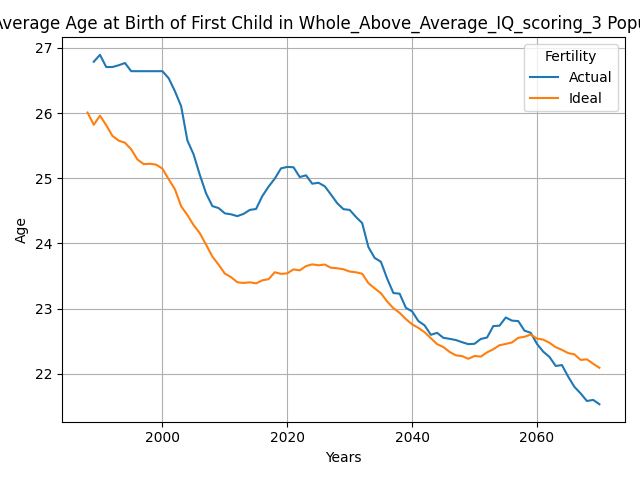 Average Age at Birth of First Child in Whole_Above_Average_IQ_scoring_3
Fertility
Actual
Ideal
27
26
25
24
23
22
Age
2000
2020
2040
2060
Years